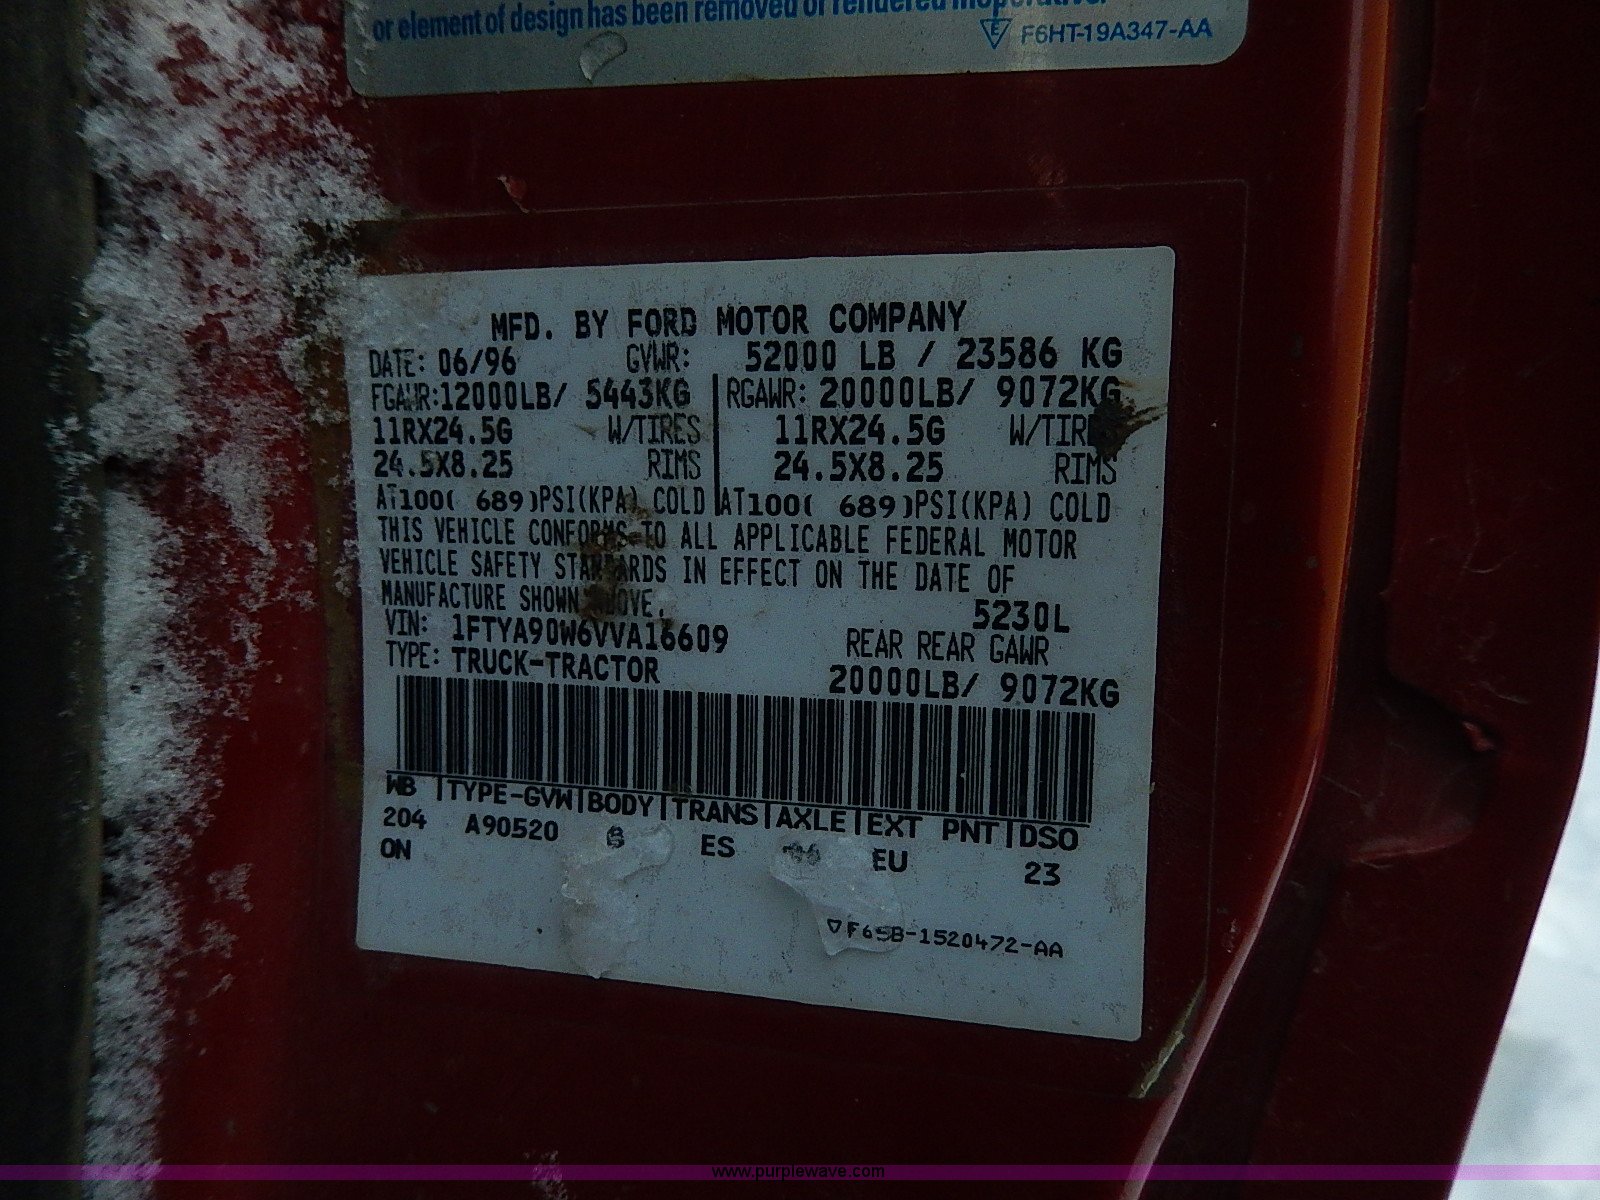 or element of design has been removed or rendered inoperative.
E F6HT-19A347-AA
MFD. BY FORD MOTOR COMPANY
DATE: 06/96 GVWR: 52000 LB / 23586 KG
FGAWR: 12000LB/ 5443KG RGAWR: 20000LB/ 9072KG
11RX24.5G W/TIRES 11RX24.5G W/TIRES
24.5X8.25 RIMS 24.5X8.25 RIMS
AT 100( 689)PSI(KPA) COLD AT 100( 689)PSI(KPA) COLD
THIS VEHICLE CONFORMS TO ALL APPLICABLE FEDERAL MOTOR
VEHICLE SAFETY STANDARDS IN EFFECT ON THE DATE OF
MANUFACTURE SHOWN ABOVE.
5230L
VIN: 1FTYA90W6VVA16609 REAR REAR GAWR
TYPE: TRUCK-TRACTOR 20000LB/ 9072KG
WB | TYPE-GVW | BODY | TRANS | AXLE | EXT PNT | DSO
204 A90520 ES EU 23
ON
F65B-1520472-AA
www.purplewave.com